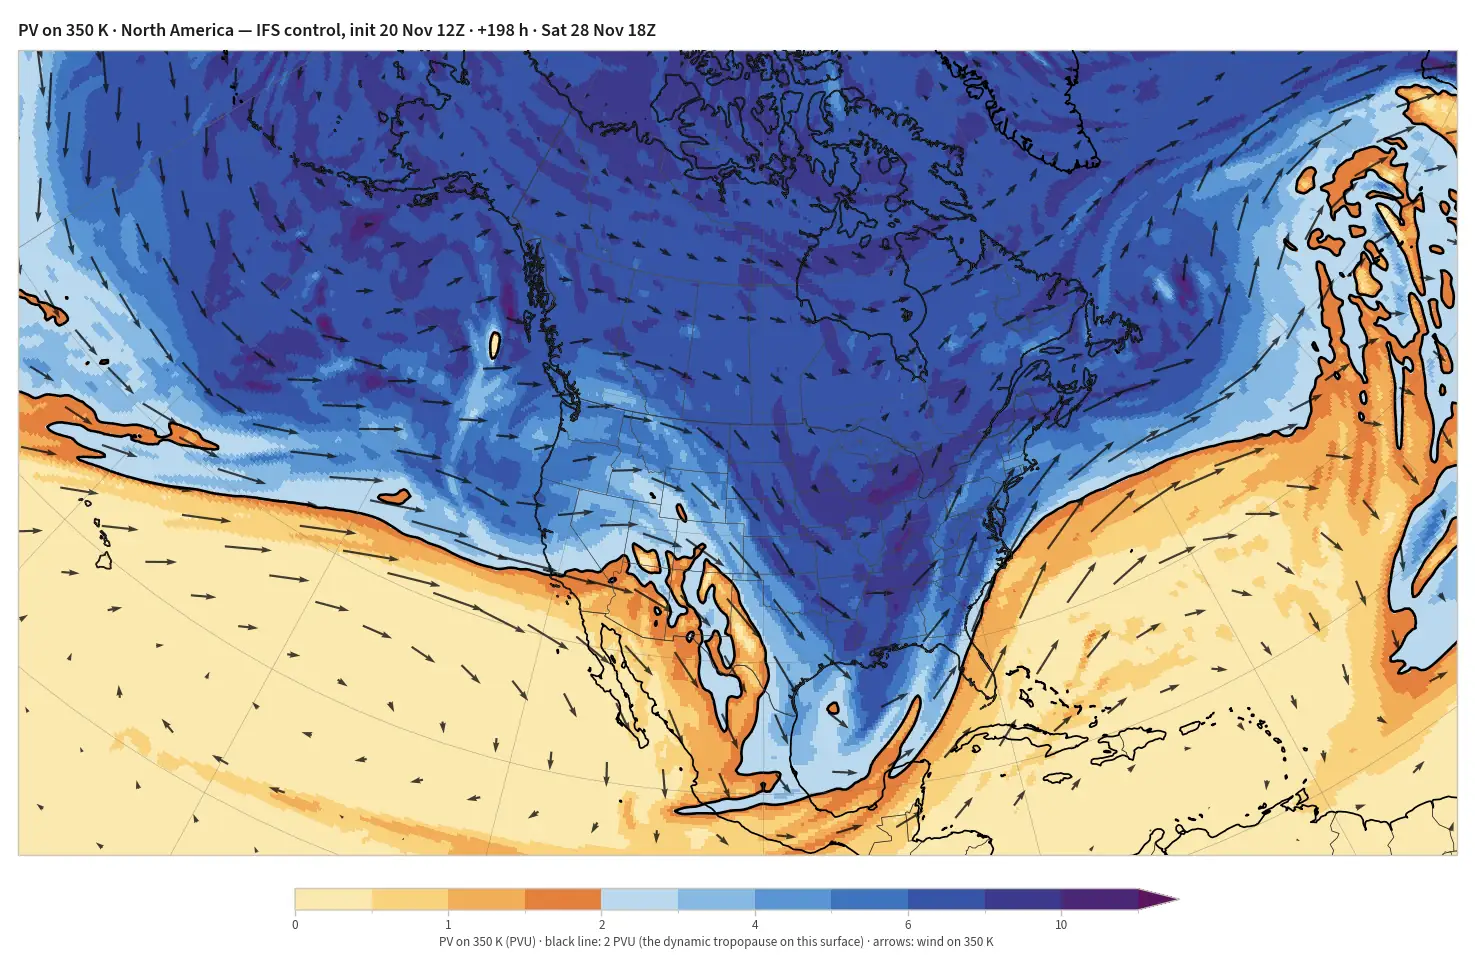 PV on 350 K · North America — IFS control, init 20 Nov 12Z · +198 h · Sat 28 Nov 18Z
0 1 2 4 6 10
PV on 350 K (PVU) · black line: 2 PVU (the dynamic tropopause on this surface) · arrows: wind on 350 K